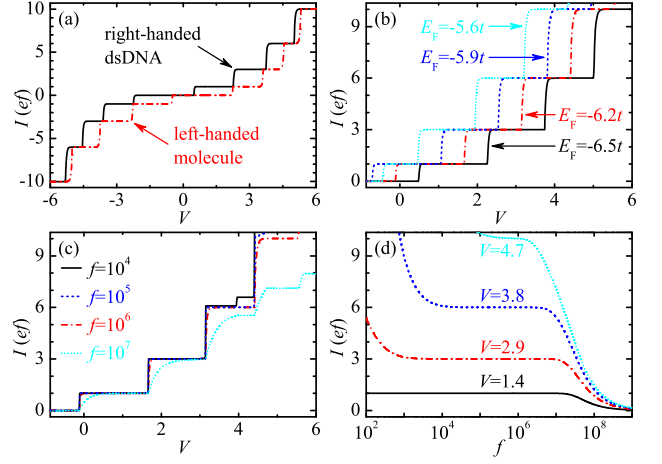 (a)
right-handed
dsDNA
left-handed
molecule
I (ef)
10
5
0
-5
-10
-6 -3 0 3 6
V
(b)
E_F=-5.6t
E_F=-5.9t
E_F=-6.2t
E_F=-6.5t
I (ef)
9
6
3
0
0 2 4 6
V
(c)
f=10^4
f=10^5
f=10^6
f=10^7
I (ef)
9
6
3
0
0 2 4 6
V
(d)
V=4.7
V=3.8
V=2.9
V=1.4
I (ef)
9
6
3
0
10^2 10^4 10^6 10^8
f